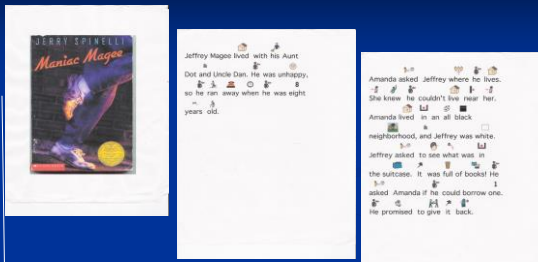 JERRY SPINELLI
Maniac Magee
Jeffrey Magee lived with his Aunt
Dot and Uncle Dan. He was unhappy,
8
so he ran away when he was eight
years old.
Amanda asked Jeffrey where he lives.
She knew he couldn't live near her.
Amanda lived in an all black
neighborhood, and Jeffrey was white.
Jeffrey asked to see what was in
the suitcase. It was full of books! He
1
asked Amanda if he could borrow one.
He promised to give it back.